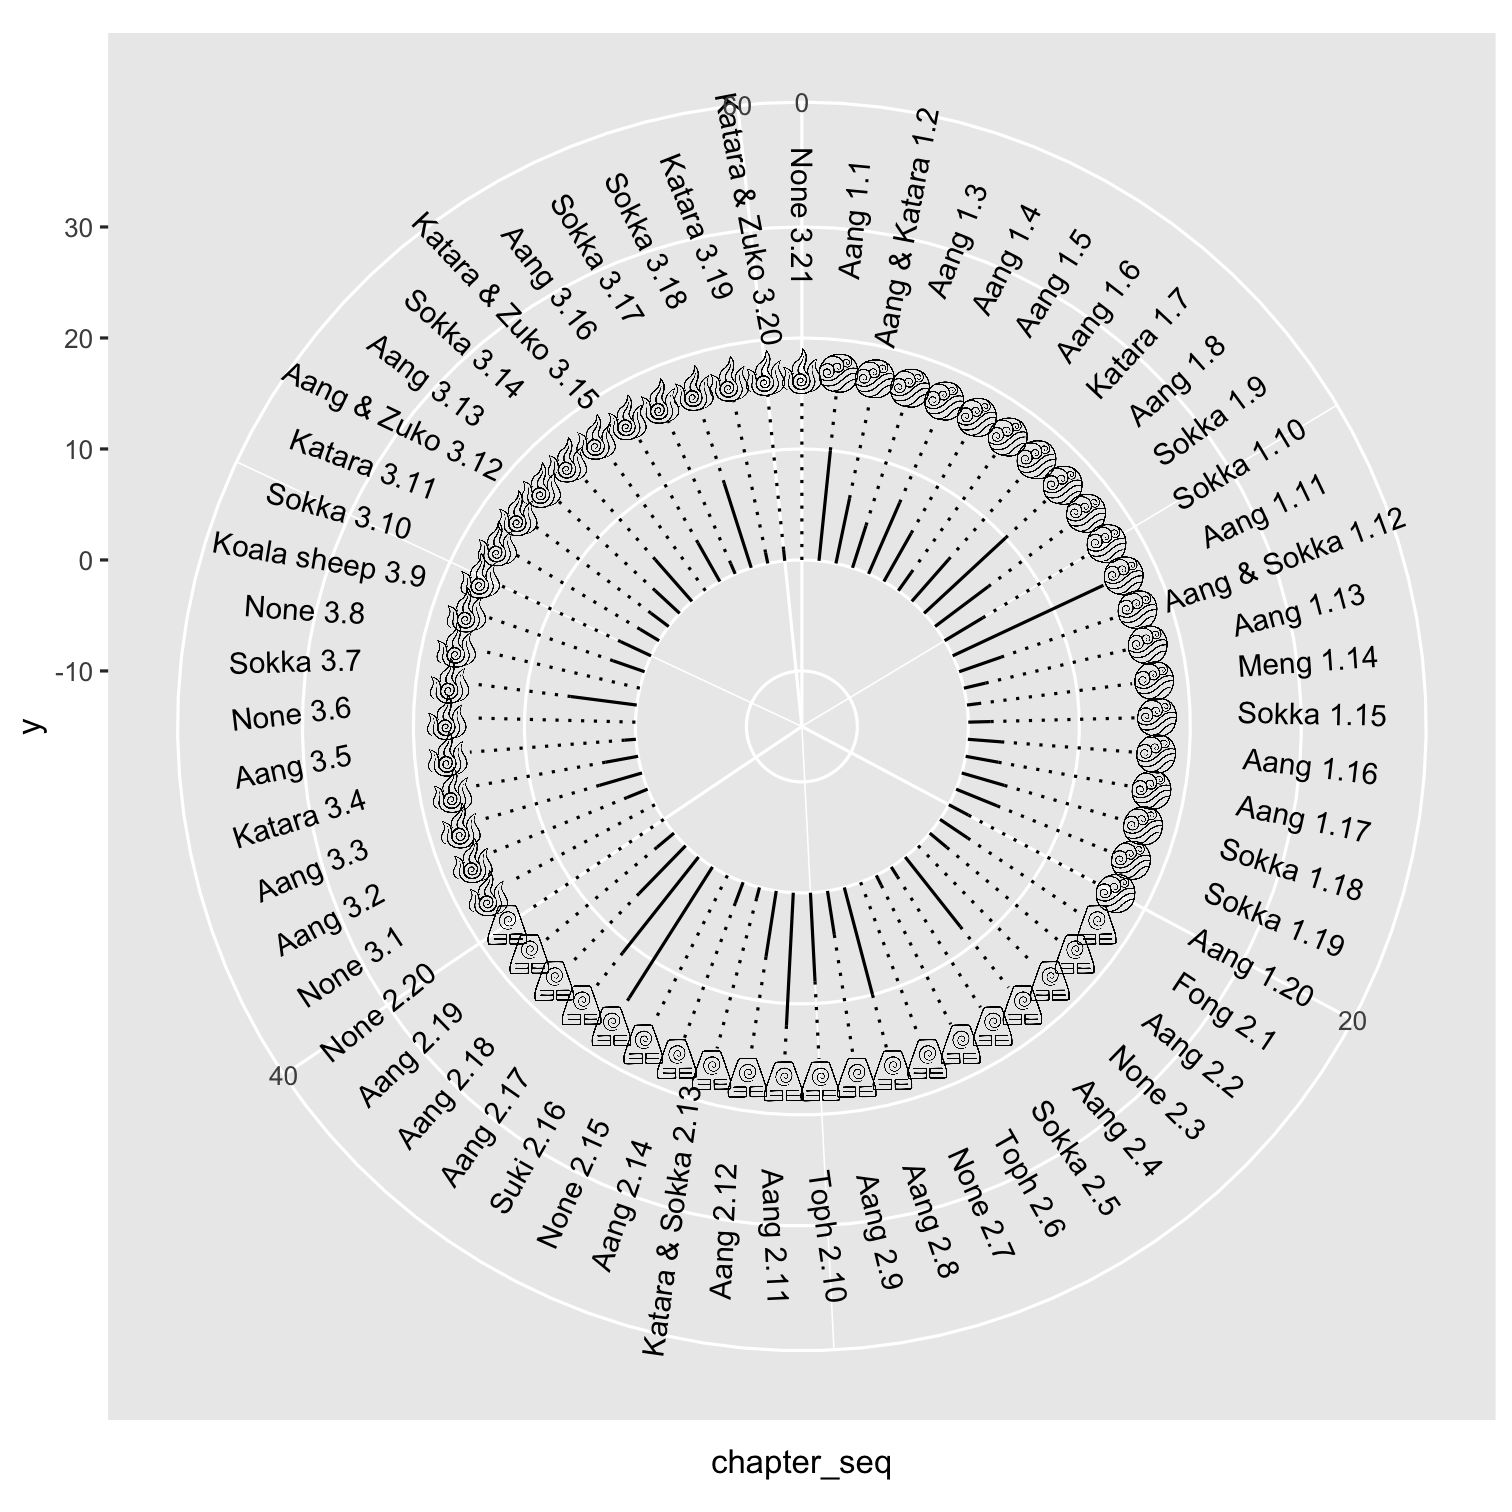 0
None 3.21
Aang 1.1
Aang & Katara 1.2
Aang 1.3
Aang 1.4
Aang 1.5
Aang 1.6
Katara 1.7
Aang 1.8
Sokka 1.9
Sokka 1.10
Aang 1.11
Aang & Sokka 1.12
Aang 1.13
Meng 1.14
Sokka 1.15
Aang 1.16
Aang 1.17
Sokka 1.18
Sokka 1.19
Aang 1.20
20
Fong 2.1
Aang 2.2
None 2.3
Aang 2.4
Sokka 2.5
Toph 2.6
None 2.7
Aang 2.8
Aang 2.9
Toph 2.10
Aang 2.11
Aang 2.12
Katara & Sokka 2.13
Aang 2.14
None 2.15
Suki 2.16
Aang 2.17
Aang 2.18
Aang 2.19
None 2.20
40
None 3.1
Aang 3.2
Aang 3.3
Katara 3.4
Aang 3.5
None 3.6
Sokka 3.7
None 3.8
Koala sheep 3.9
Sokka 3.10
Katara 3.11
Aang & Zuko 3.12
Aang 3.13
Sokka 3.14
Katara & Zuko 3.15
Aang 3.16
Sokka 3.17
Sokka 3.18
Katara 3.19
Katara & Zuko 3.20
60
30
20
10
0
-10
y
chapter_seq